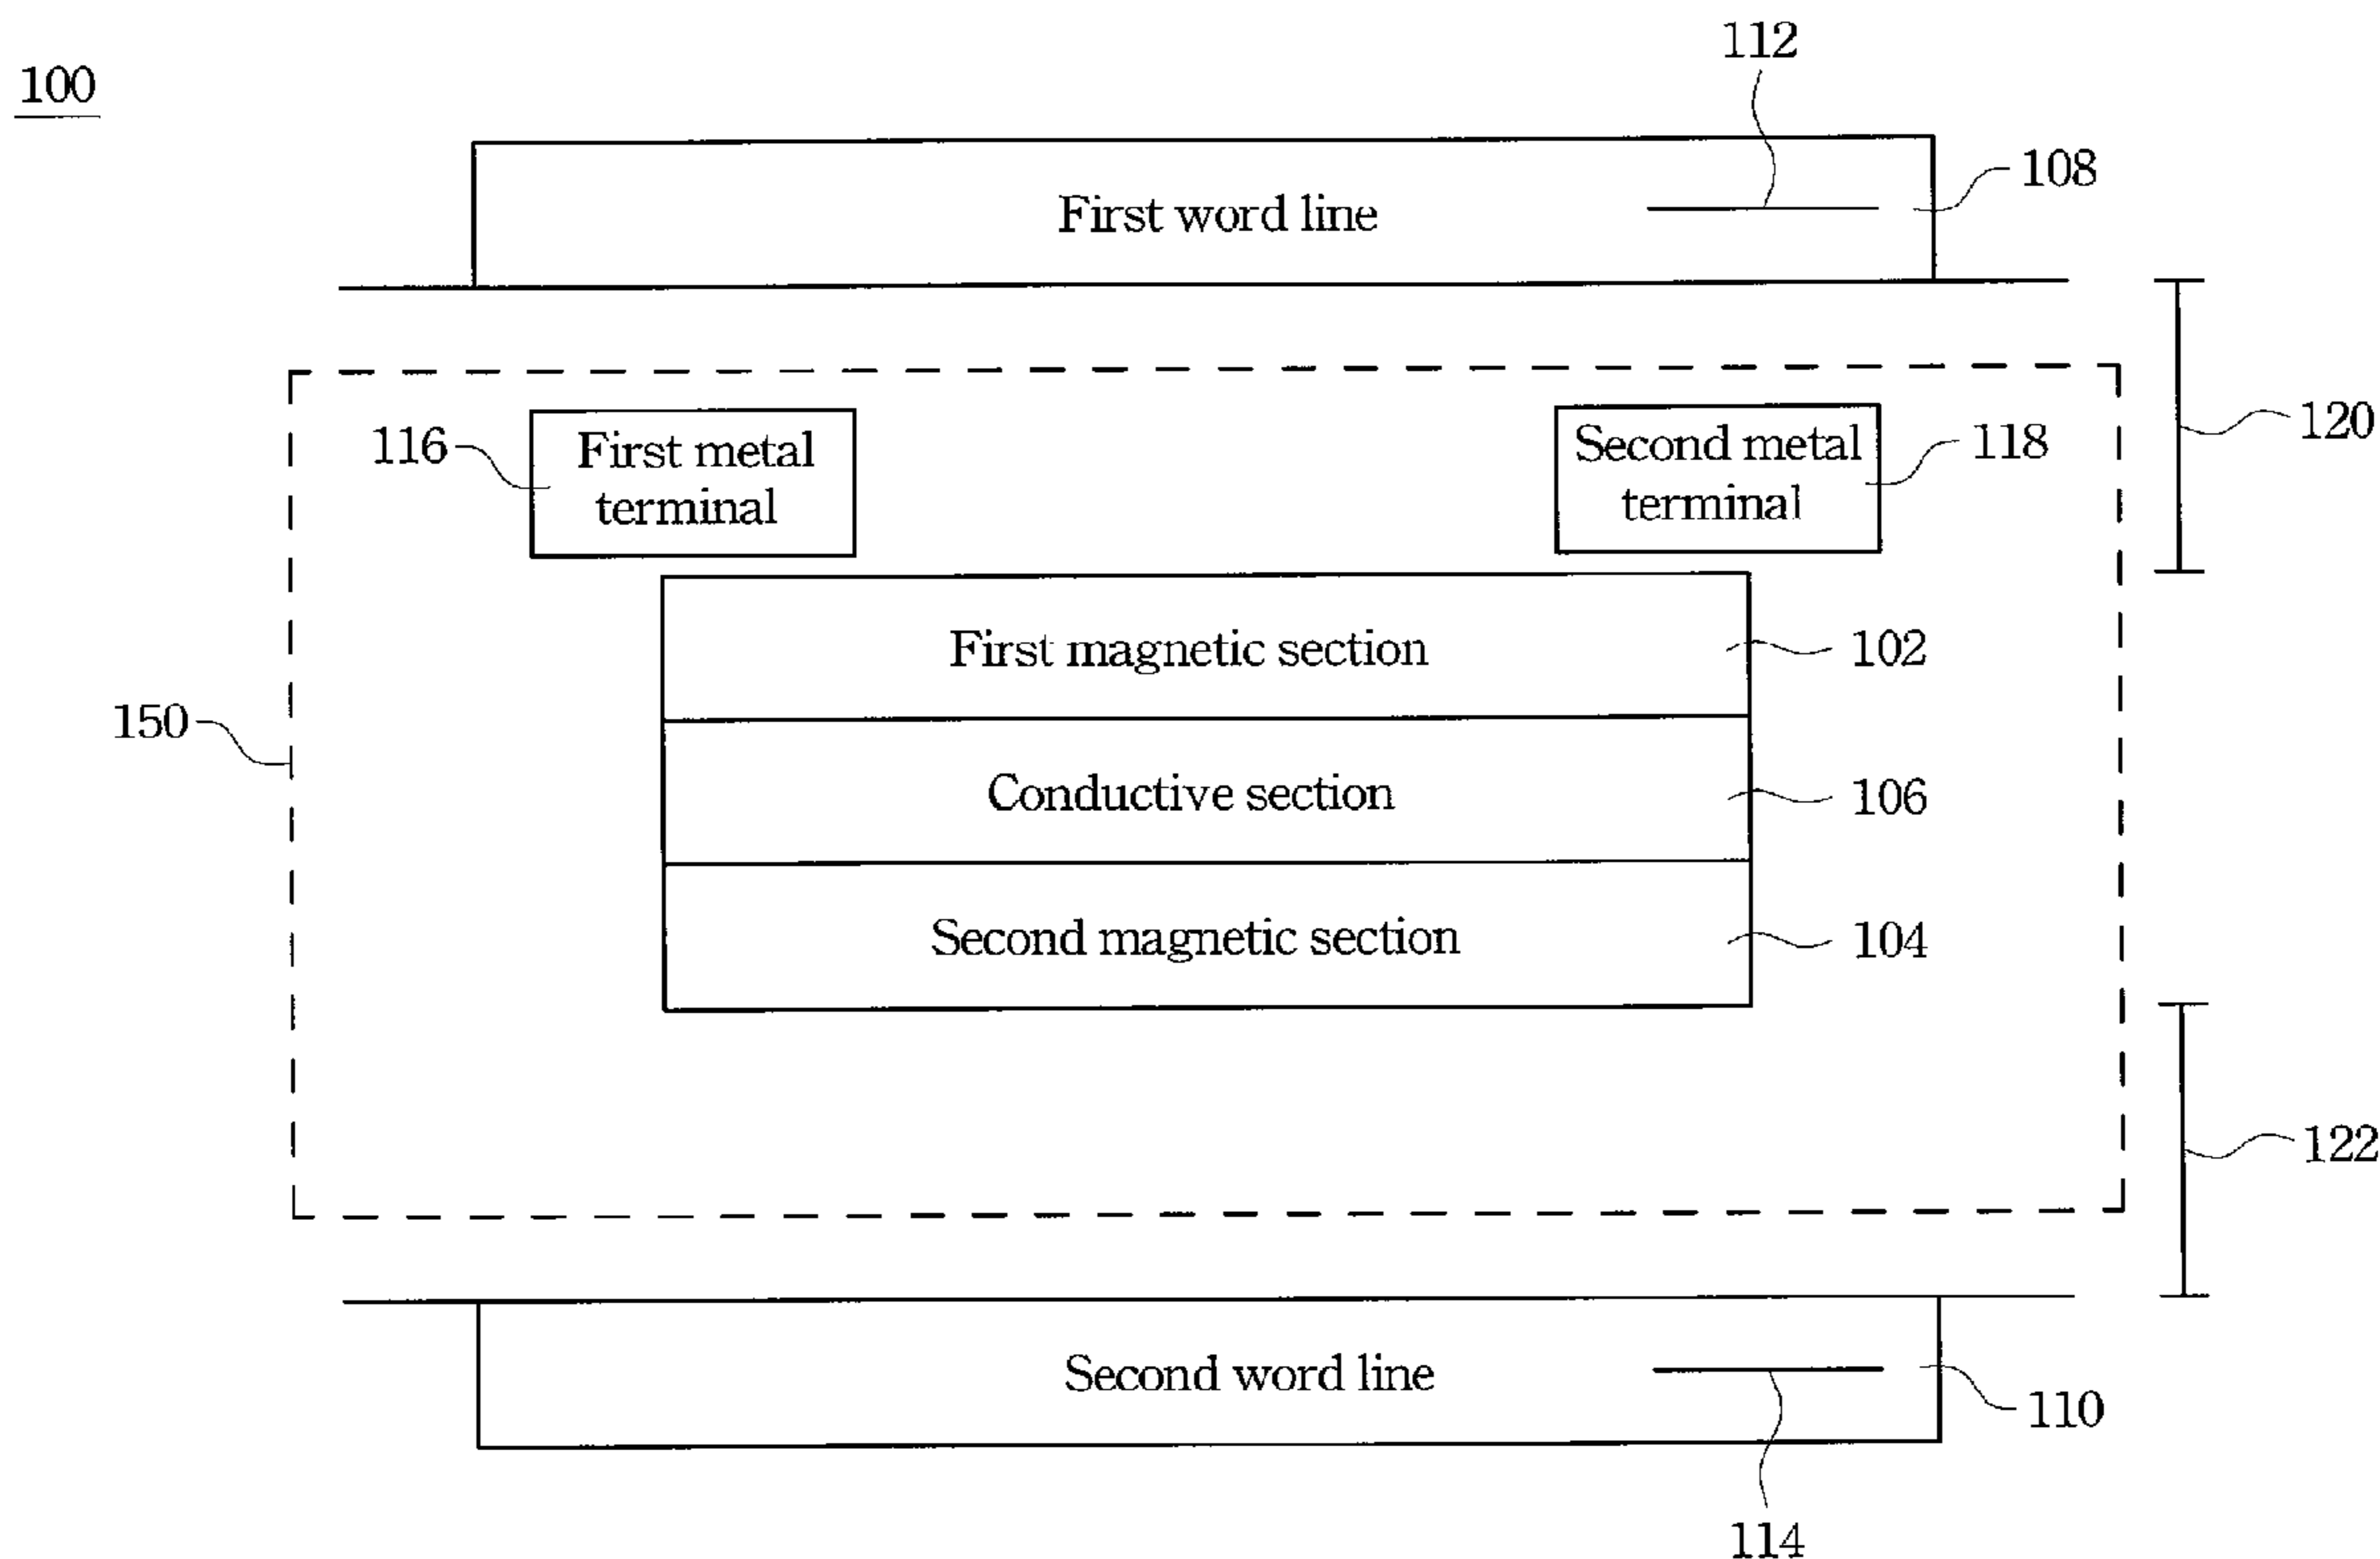 112
100
108
First word line
120
116
First metal
terminal
Second metal
terminal
118
First magnetic section
102
150
Conductive section
106
Second magnetic section
104
122
Second word line
110
114